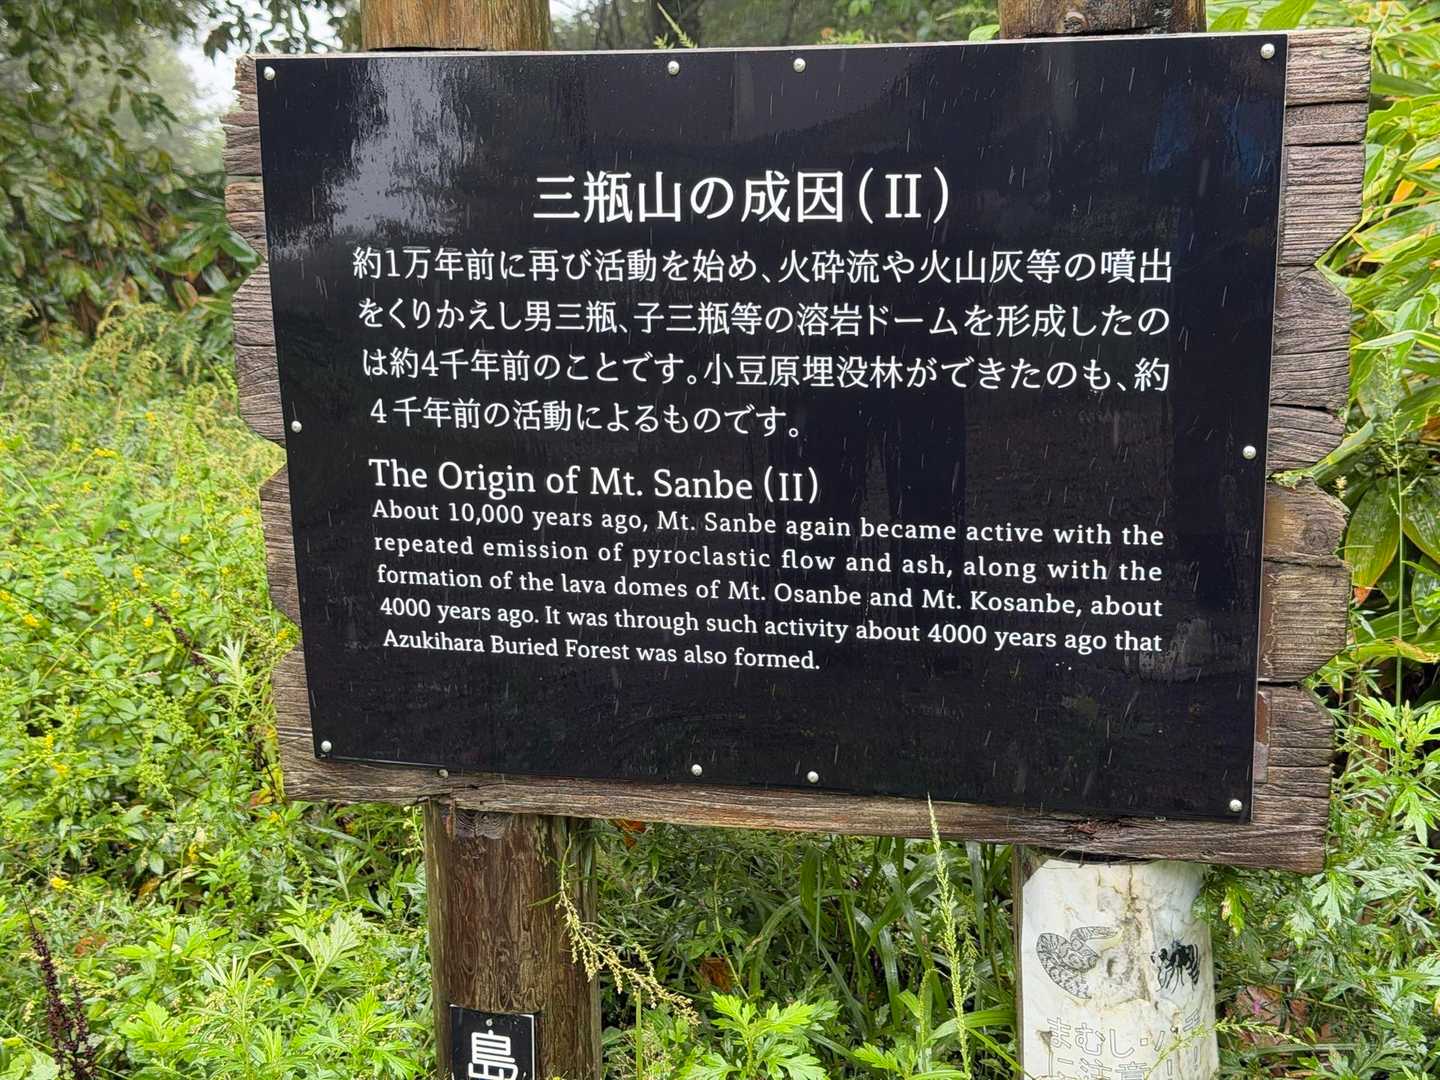 三瓶山の成因(II)
約1万年前に再び活動を始め、火砕流や火山灰等の噴出
をくりかえし男三瓶、子三瓶等の溶岩ドームを形成したの
は約4千年前のことです。小豆原埋没林ができたのも、約
4千年前の活動によるものです。
The Origin of Mt. Sanbe (II)
About 10,000 years ago, Mt. Sanbe again became active with the
repeated emission of pyroclastic flow and ash, along with the
formation of the lava domes of Mt. Osanbe and Mt. Kosanbe, about
4000 years ago. It was through such activity about 4000 years ago that
Azukihara Buried Forest was also formed.
島
まむし・ハチ
に注意